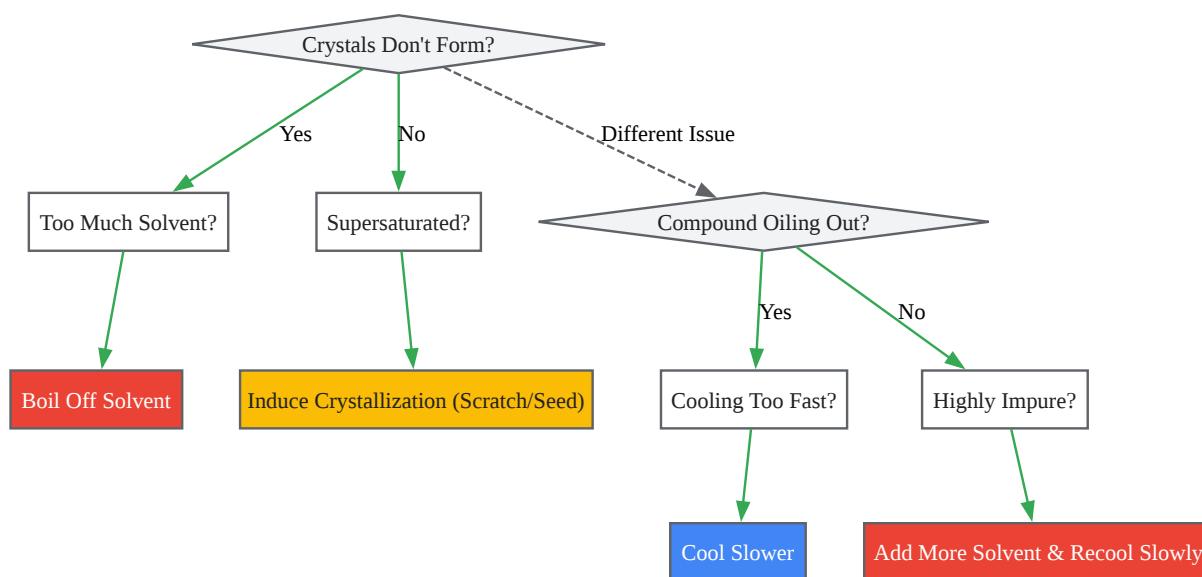 Crystals Don't Form?
Yes
No
Different Issue
Too Much Solvent?
Supersaturated?
Compound Oiling Out?
Yes
No
Boil Off Solvent
Induce Crystallization (Scratch/Seed)
Cooling Too Fast?
Highly Impure?
Cool Slower
Add More Solvent & Recool Slowly